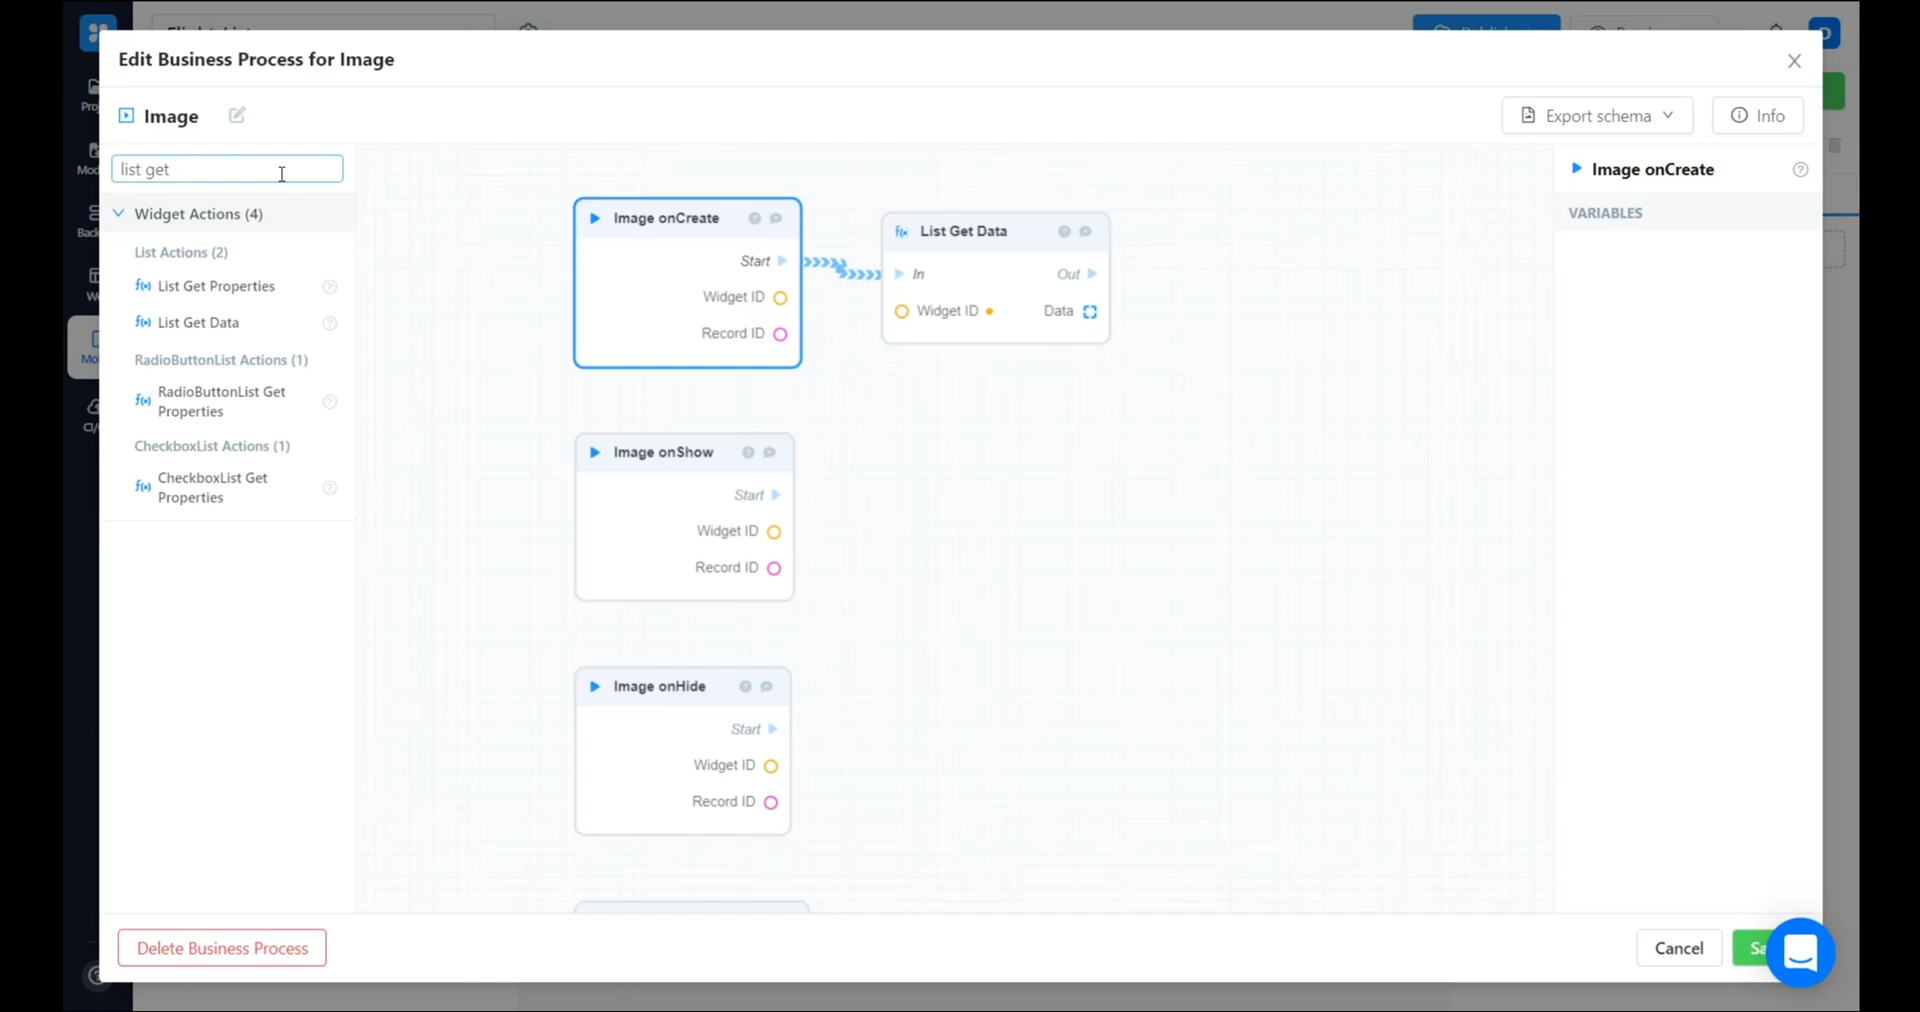 Edit Business Process for Image
Image
Export schema
Info
list get
Widget Actions (4)
List Actions (2)
List Get Properties
List Get Data
RadioButtonList Actions (1)
RadioButtonList Get
Properties
CheckboxList Actions (1)
CheckboxList Get
Properties
Image onCreate
Start
Widget ID
Record ID
List Get Data
In
Out
Widget ID
Data
Image onShow
Start
Widget ID
Record ID
Image onHide
Start
Widget ID
Record ID
Image onCreate
VARIABLES
Delete Business Process
Cancel